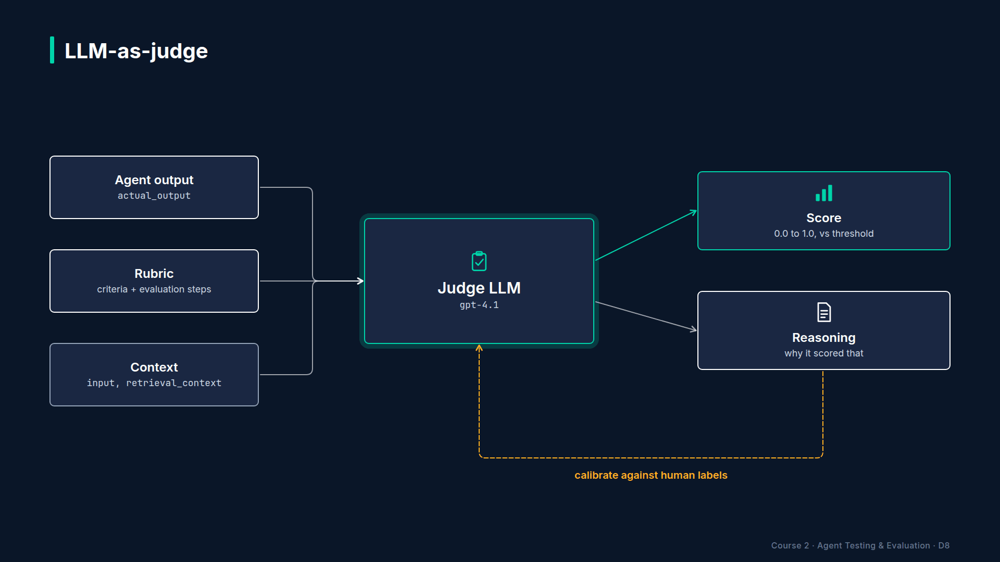 LLM-as-judge
Agent output
actual_output
Rubric
criteria + evaluation steps
Context
input, retrieval_context
Judge LLM
gpt-4.1
Score
0.0 to 1.0, vs threshold
Reasoning
why it scored that
calibrate against human labels
Course 2 · Agent Testing & Evaluation · D8